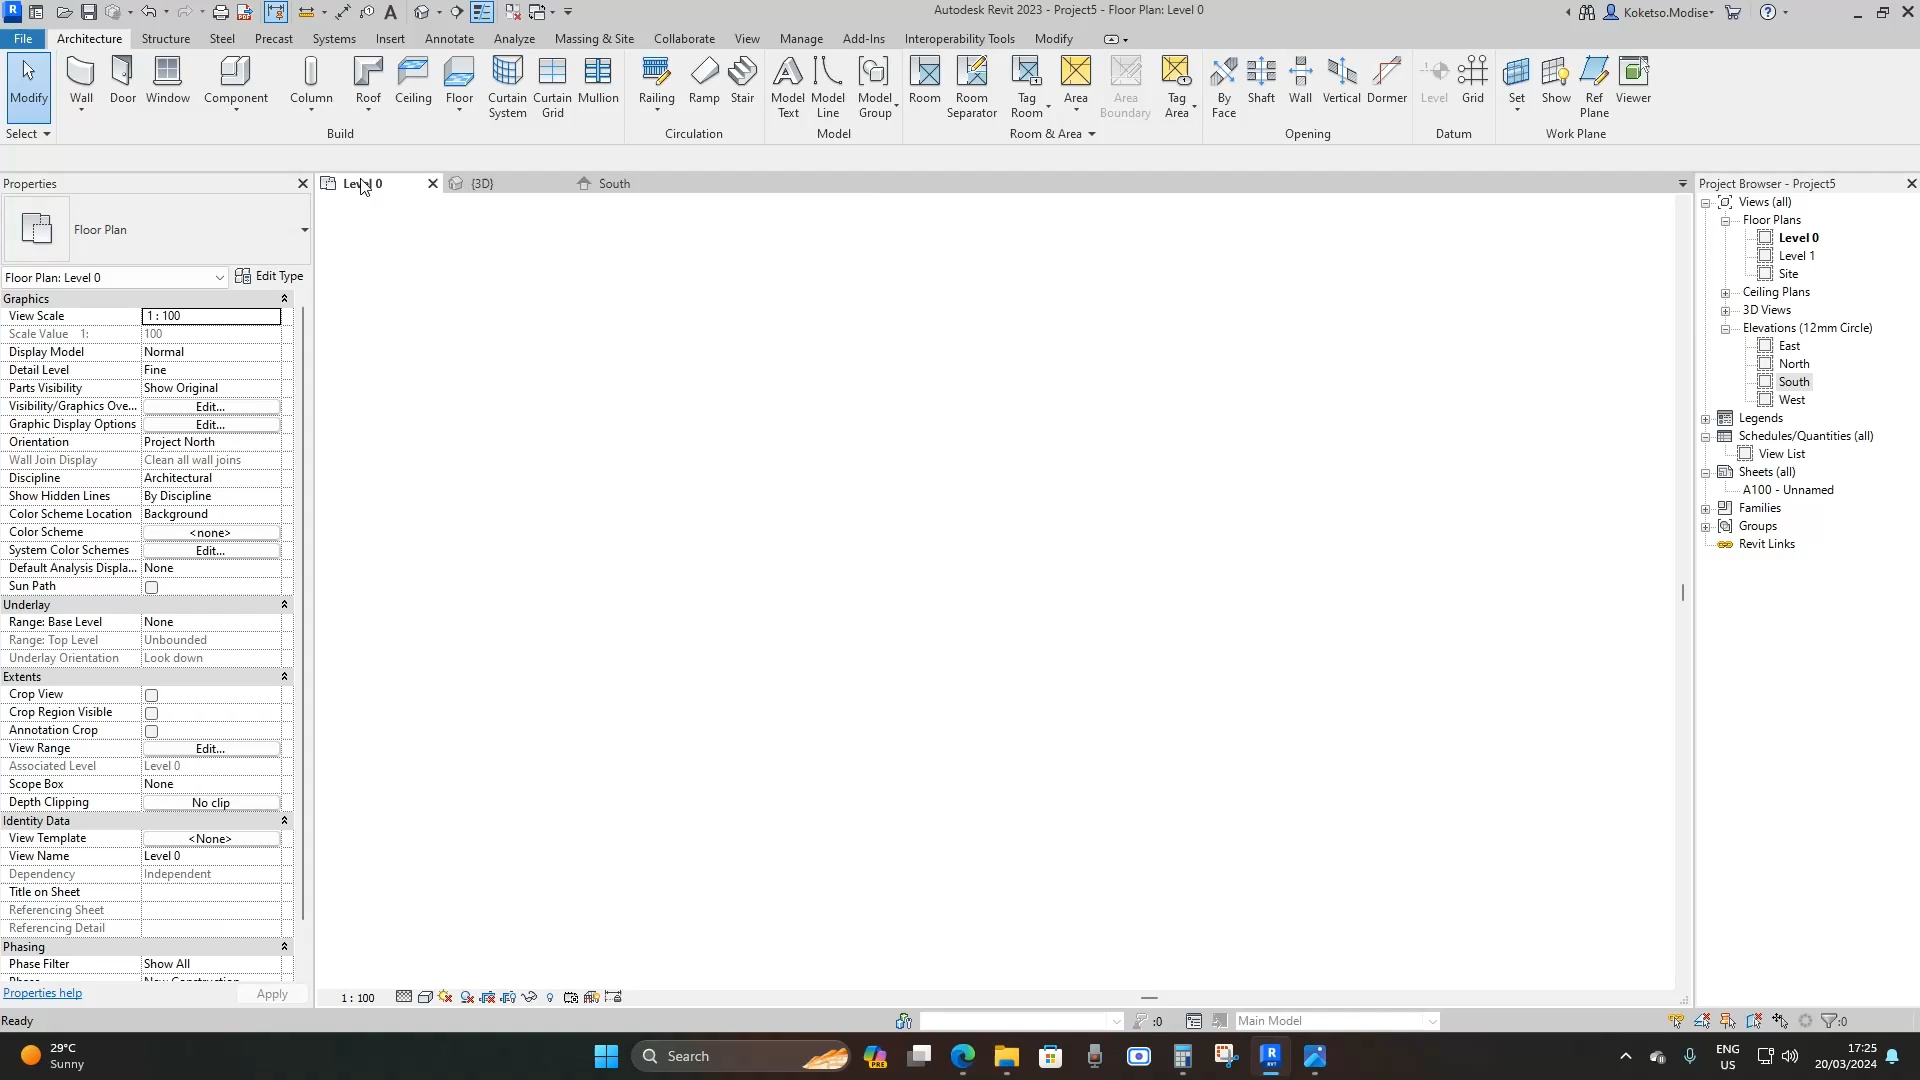 Autodesk Revit 2023 - Project5 - Floor Plan: Level 0
Koketso.Modise
File Architecture Structure Steel Precast Systems Insert Annotate Analyze Massing & Site Collaborate View Manage Add-Ins Interoperability Tools Modify
Modify Wall Door Window Component Column Roof Ceiling Floor Curtain System Curtain Grid Mullion Railing Ramp Stair Model Text Model Line Model Group Room Room Separator Tag Room Area Area Boundary Tag Area By Face Shaft Wall Vertical Dormer Level Grid Set Show Ref Plane Viewer
Select Build Circulation Model Room & Area Opening Datum Work Plane
Properties
Level 0 {3D} South
Floor Plan
Floor Plan: Level 0 Edit Type
Graphics
View Scale 1 : 100
Scale Value 1: 100
Display Model Normal
Detail Level Fine
Parts Visibility Show Original
Visibility/Graphics Ove... Edit...
Graphic Display Options Edit...
Orientation Project North
Wall Join Display Clean all wall joins
Discipline Architectural
Show Hidden Lines By Discipline
Color Scheme Location Background
Color Scheme <none>
System Color Schemes Edit...
Default Analysis Displa... None
Sun Path
Underlay
Range: Base Level None
Range: Top Level Unbounded
Underlay Orientation Look down
Extents
Crop View
Crop Region Visible
Annotation Crop
View Range Edit...
Associated Level Level 0
Scope Box None
Depth Clipping No clip
Identity Data
View Template <None>
View Name Level 0
Dependency Independent
Title on Sheet
Referencing Sheet
Referencing Detail
Phasing
Phase Filter Show All
Properties help Apply
1 : 100
Project Browser - Project5
Views (all)
Floor Plans
Level 0
Level 1
Site
Ceiling Plans
3D Views
Elevations (12mm Circle)
East
North
South
West
Legends
Schedules/Quantities (all)
View List
Sheets (all)
A100 - Unnamed
Families
Groups
Revit Links
Ready
:0
Main Model
:0
29°C
Sunny
Search
PRE
ENG
US
17:25
20/03/2024